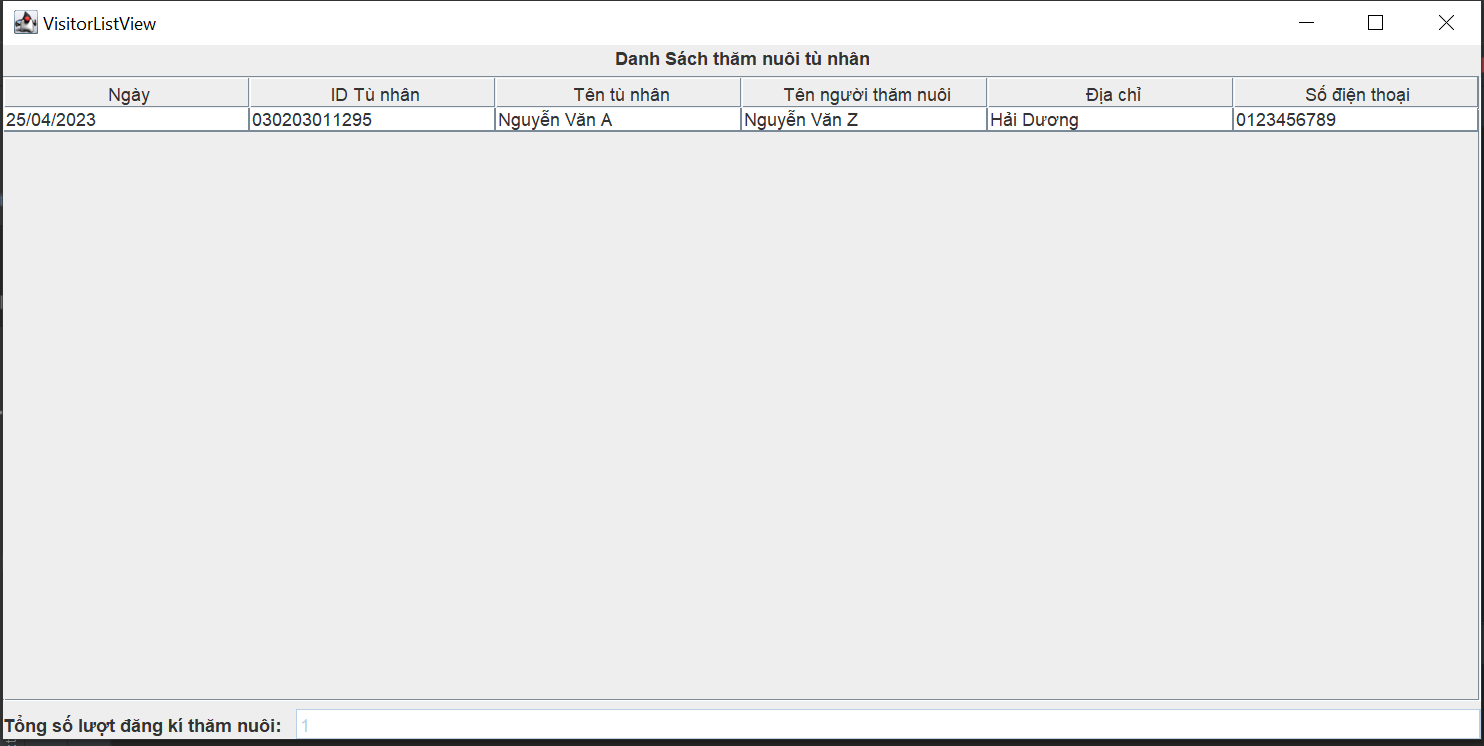 VisitorListView
Danh Sách thăm nuôi tù nhân
Ngày ID Tù nhân Tên tù nhân Tên người thăm nuôi Địa chỉ Số điện thoại
25/04/2023 030203011295 Nguyễn Văn A Nguyễn Văn Z Hải Dương 0123456789
Tổng số lượt đăng kí thăm nuôi: 1